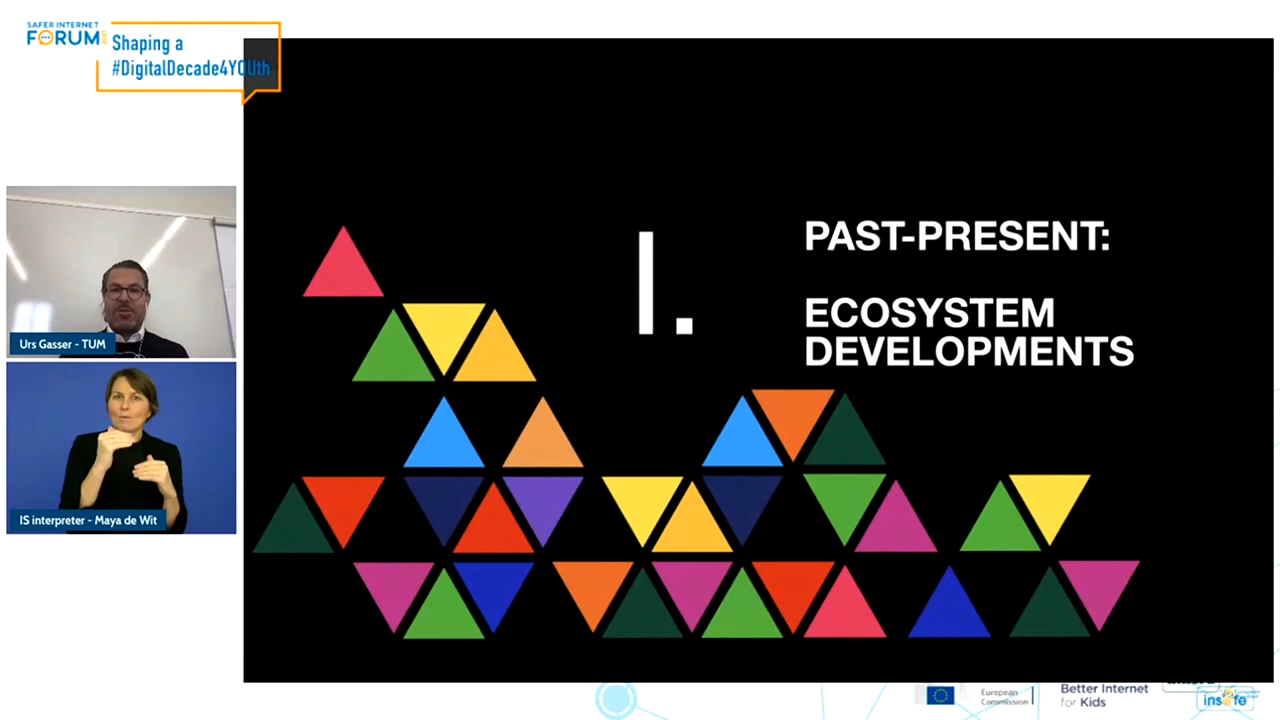 SAFER INTERNET
FORUM
Shaping a
#DigitalDecade4YOUth
I.
PAST-PRESENT:
ECOSYSTEM
DEVELOPMENTS
Urs Gasser - TUM
IS interpreter - Maya de Wit
European
Commission
Better Internet
for Kids
insafe